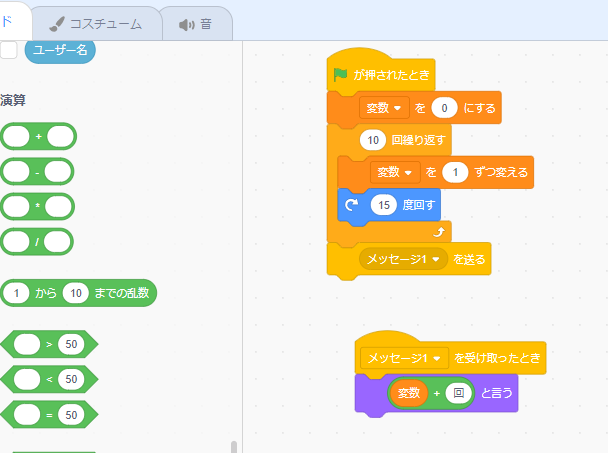 ド コスチューム 音
ユーザー名
演算
+
-
*
/
1 から 10 までの乱数
> 50
< 50
= 50
が押されたとき
変数 を 0 にする
10 回繰り返す
変数 を 1 ずつ変える
15 度回す
メッセージ1 を送る
メッセージ1 を受け取ったとき
変数 + 回 と言う